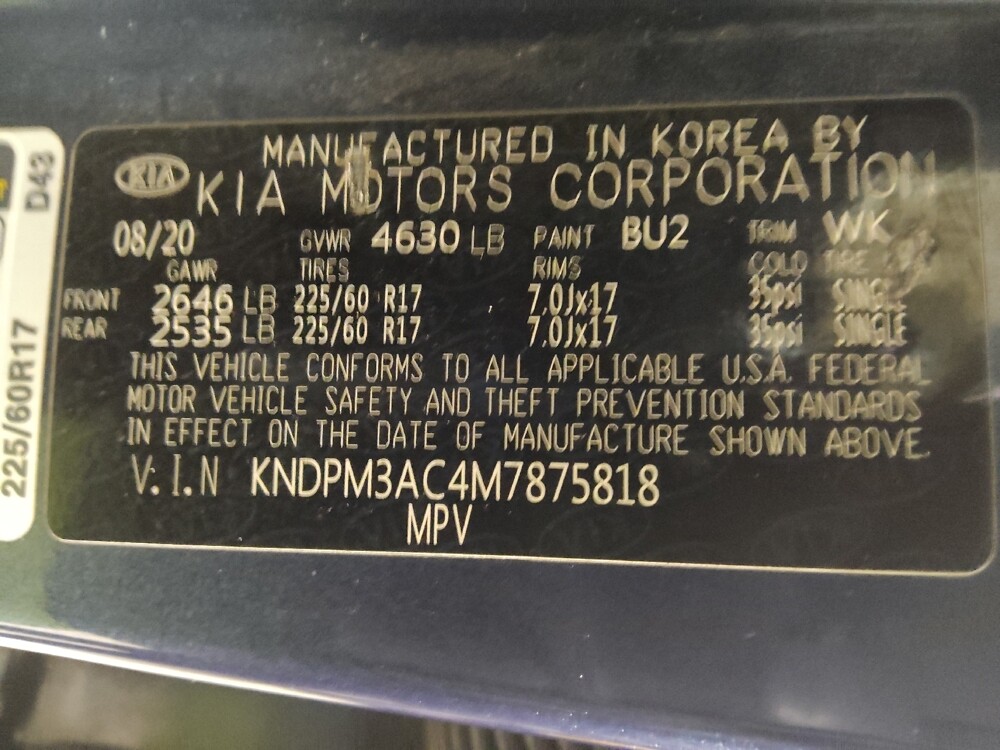 MANUFACTURED IN KOREA BY
KIA KIA MOTORS CORPORATION
08/20 GVWR 4630 LB PAINT BU2 TRIM WK
GAWR TIRES RIMS COLD TIRE
FRONT 2646 LB 225/60 R17 7.0Jx17 35psi SINGLE
REAR 2535 LB 225/60 R17 7.0Jx17 35psi SINGLE
THIS VEHICLE CONFORMS TO ALL APPLICABLE U.S.A. FEDERAL
MOTOR VEHICLE SAFETY AND THEFT PREVENTION STANDARDS
IN EFFECT ON THE DATE OF MANUFACTURE SHOWN ABOVE.
V.I.N KNDPM3AC4M7875818
MPV
225/60R17 D43